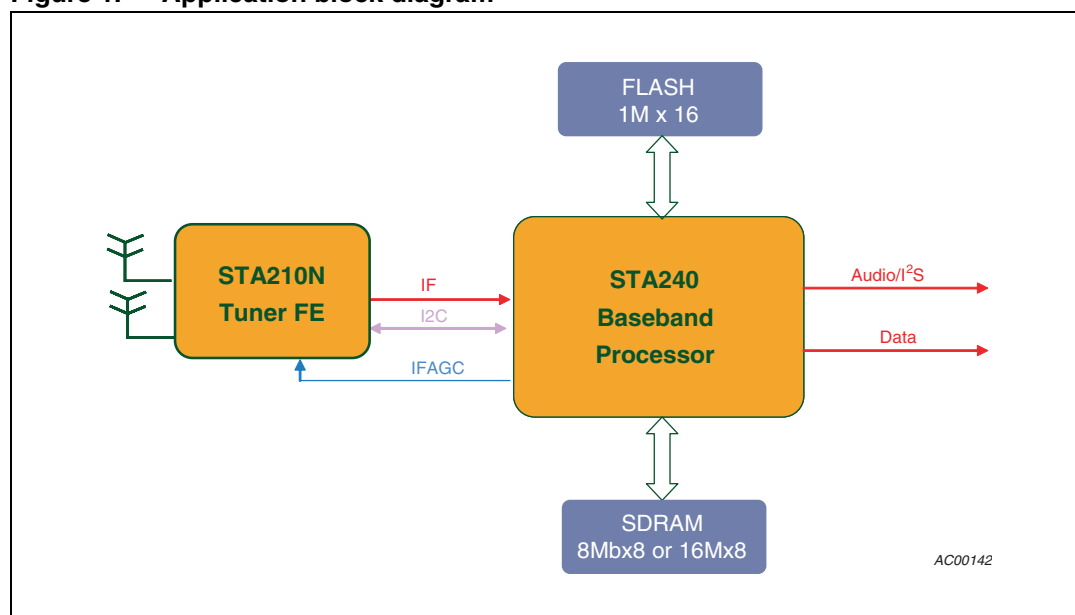 Figure 1. Application block diagram
FLASH
1M x 16
STA210N
Tuner FE
IF
I2C
IFAGC
STA240
Baseband
Processor
Audio/I²S
Data
SDRAM
8Mbx8 or 16Mx8
AC00142